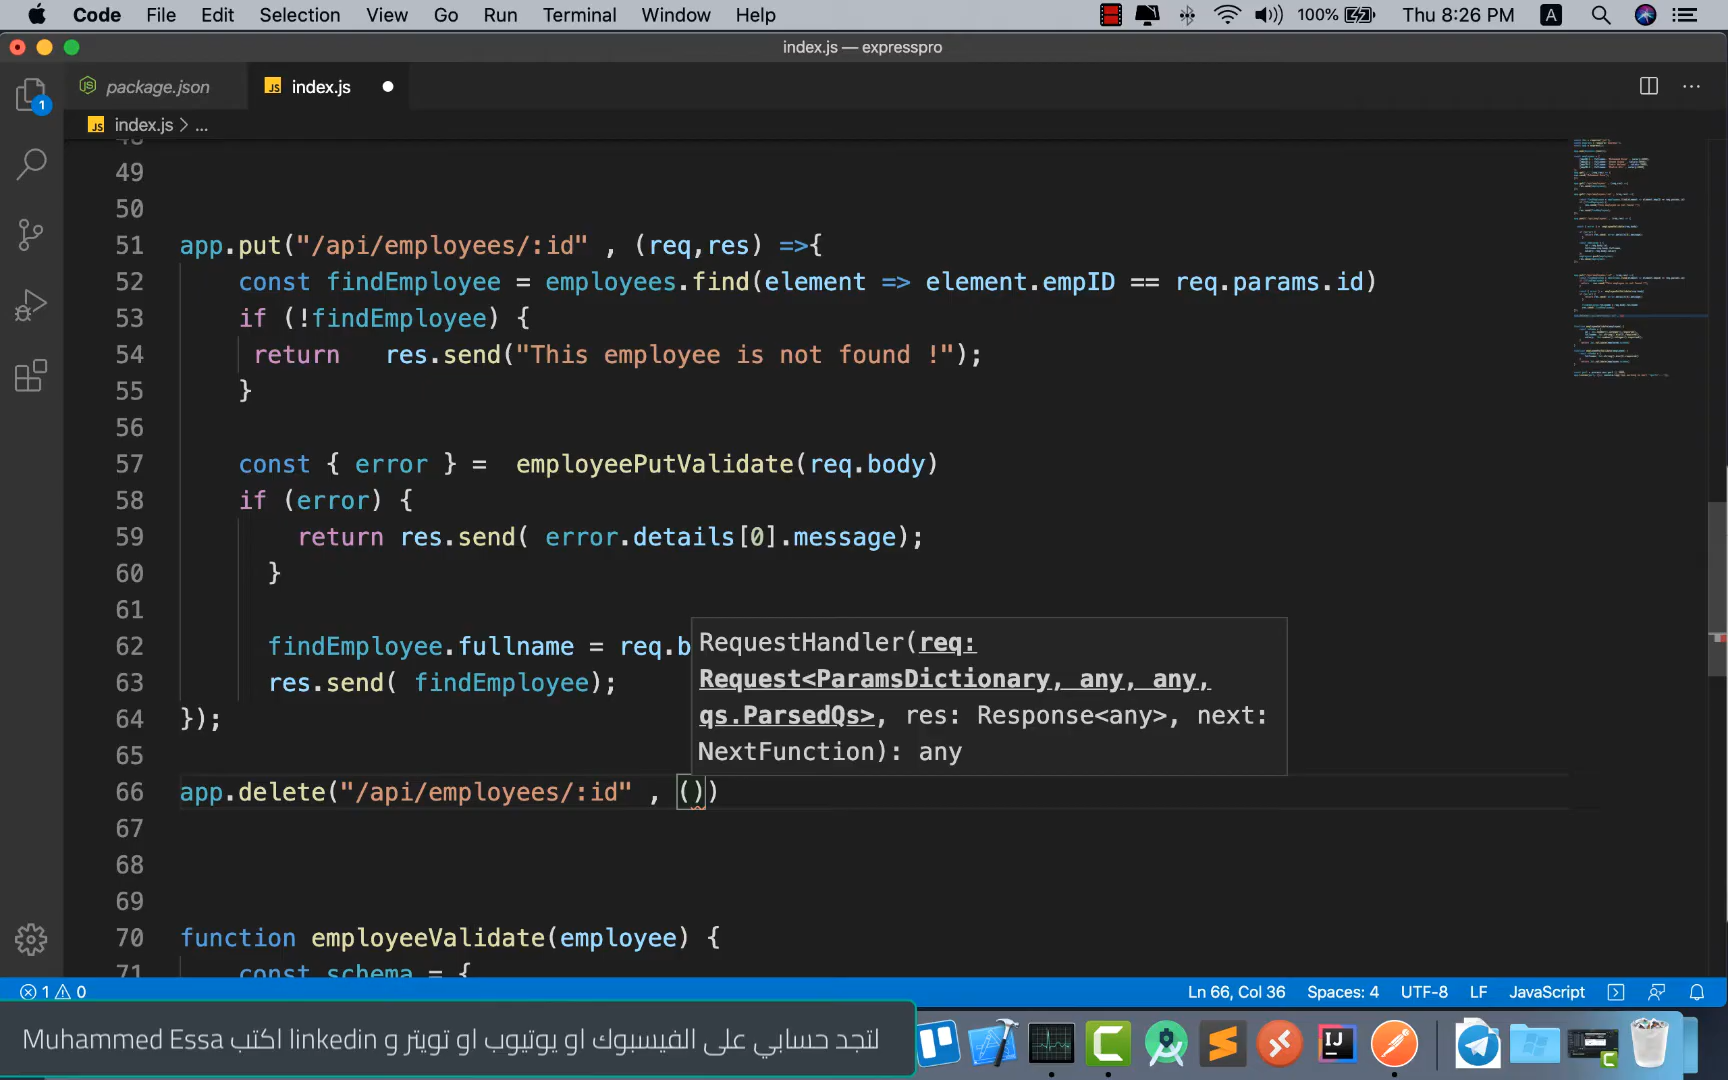 Code File Edit Selection View Go Run Terminal Window Help 100% Thu 8:26 PM A
index.js — expresspro
package.json
JS index.js
1
JS index.js > ...
49
50
51 app.put("/api/employees/:id" , (req,res) =>{
52 const findEmployee = employees.find(element => element.empID == req.params.id)
53 if (!findEmployee) {
54 return res.send("This employee is not found !");
55 }
56
57 const { error } = employeePutValidate(req.body)
58 if (error) {
59 return res.send( error.details[0].message);
60 }
61
62 findEmployee.fullname = req.b
63 res.send( findEmployee);
64 });
65
RequestHandler(req:
Request<ParamsDictionary, any, any,
qs.ParsedQs>, res: Response<any>, next:
NextFunction): any
66 app.delete("/api/employees/:id" , ())
67
68
69
70 function employeeValidate(employee) {
71 const schema = {
1 0 Ln 66, Col 36 Spaces: 4 UTF-8 LF JavaScript
لتجد حسابي على الفيسبوك او يوتيوب او تويتر و linkedin اكتب Muhammed Essa
IJ